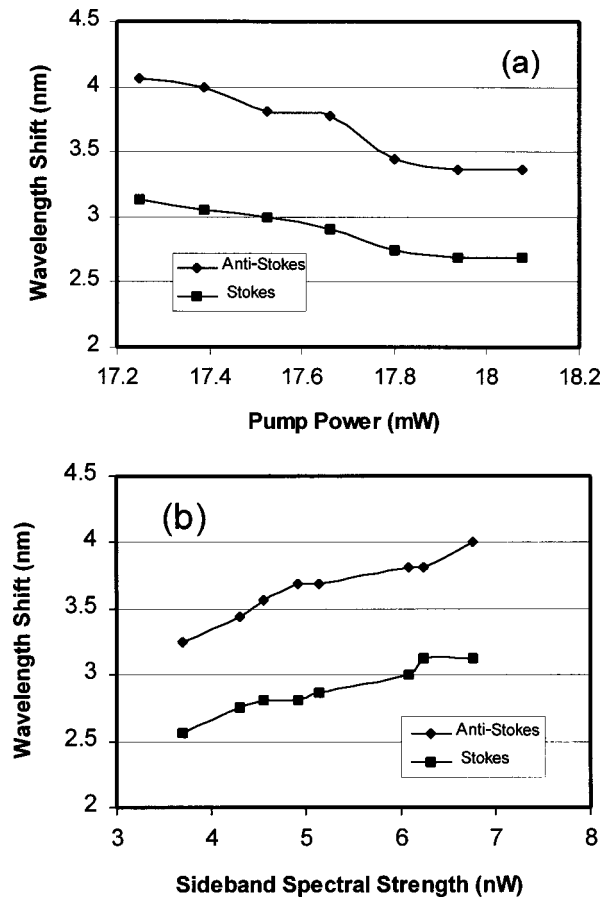 4.5
(a)
4
3.5
3
2.5
2
Wavelength Shift (nm)
Anti-Stokes
Stokes
17.2 17.4 17.6 17.8 18 18.2
Pump Power (mW)
4.5
(b)
4
3.5
3
2.5
2
Wavelength Shift (nm)
Anti-Stokes
Stokes
3 4 5 6 7 8
Sideband Spectral Strength (nW)